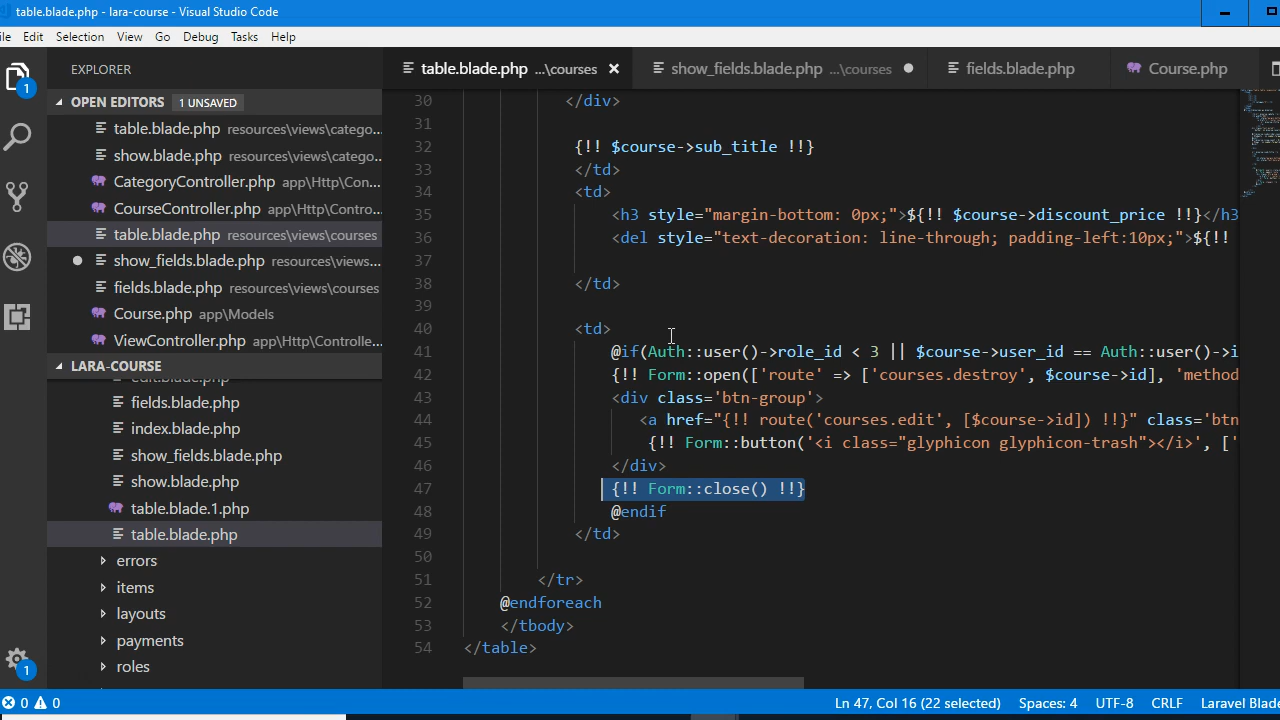 table.blade.php - lara-course - Visual Studio Code
ile Edit Selection View Go Debug Tasks Help
EXPLORER
OPEN EDITORS 1 UNSAVED
table.blade.php resources\views\catego...
show.blade.php resources\views\catego...
CategoryController.php app\Http\Con...
CourseController.php app\Http\Contro...
table.blade.php resources\views\courses
show_fields.blade.php resources\views...
fields.blade.php resources\views\courses
Course.php app\Models
ViewController.php app\Http\Controlle...
LARA-COURSE
edit.blade.php
fields.blade.php
index.blade.php
show_fields.blade.php
show.blade.php
table.blade.1.php
table.blade.php
errors
items
layouts
payments
roles
1
1
table.blade.php ...\courses
show_fields.blade.php ...\courses
fields.blade.php
Course.php
30 </div>
31
32 {!! $course->sub_title !!}
33 </td>
34 <td>
35 <h3 style="margin-bottom: 0px;">${!! $course->discount_price !!}</h3
36 <del style="text-decoration: line-through; padding-left:10px;">${!!
37
38 </td>
39
40 <td>
41 @if(Auth::user()->role_id < 3 || $course->user_id == Auth::user()->i
42 {!! Form::open(['route' => ['courses.destroy', $course->id], 'method
43 <div class='btn-group'>
44 <a href="{!! route('courses.edit', [$course->id]) !!}" class='btn
45 {!! Form::button('<i class="glyphicon glyphicon-trash"></i>', ['
46 </div>
47 {!! Form::close() !!}
48 @endif
49 </td>
50
51 </tr>
52 @endforeach
53 </tbody>
54 </table>
0 0 Ln 47, Col 16 (22 selected) Spaces: 4 UTF-8 CRLF Laravel Blade